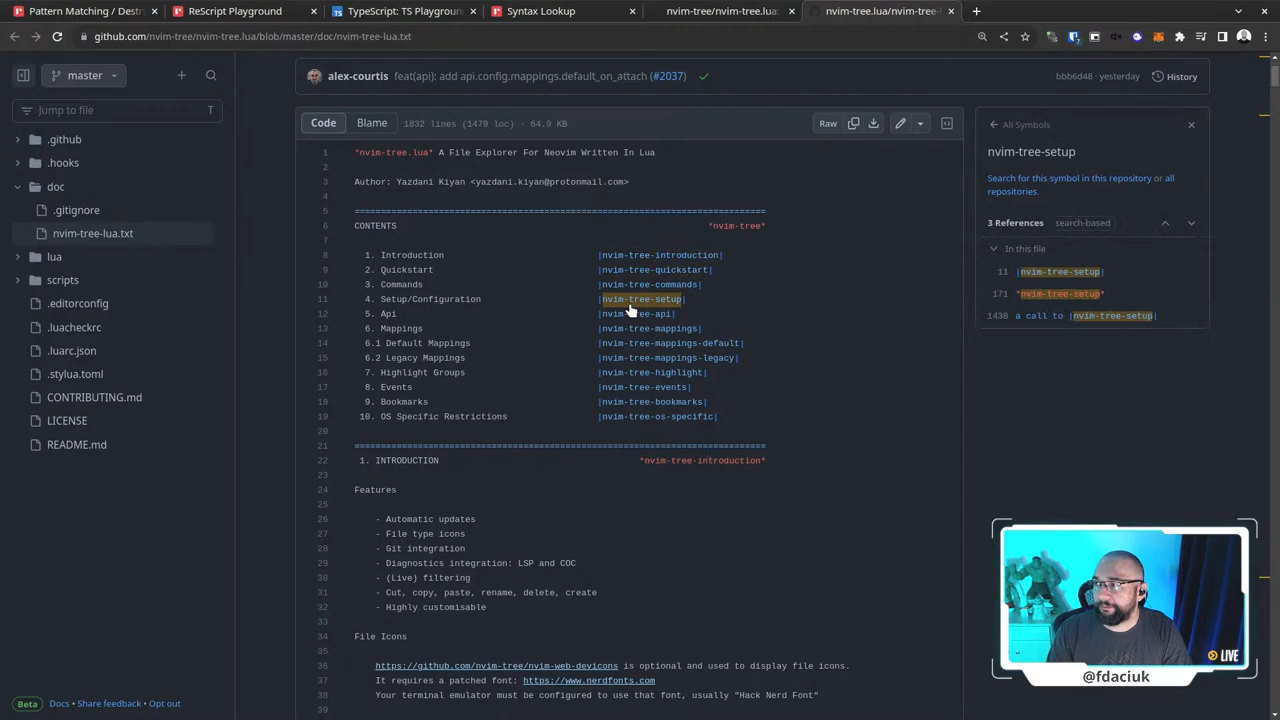 Pattern Matching / Destr
ReScript Playground
TypeScript: TS Playgroun
Syntax Lookup
nvim-tree/nvim-tree.lua:
nvim-tree.lua/nvim-tree-
github.com/nvim-tree/nvim-tree.lua/blob/master/doc/nvim-tree-lua.txt
master
Jump to file
T
.github
.hooks
doc
.gitignore
nvim-tree-lua.txt
lua
scripts
.editorconfig
.luacheckrc
.luarc.json
.stylua.toml
CONTRIBUTING.md
LICENSE
README.md
Beta
Docs · Share feedback · Opt out
alex-courtis feat(api): add api.config.mappings.default_on_attach (#2037)
bbb6d48 · yesterday
History
Code
Blame
1832 lines (1479 loc) · 64.9 KB
Raw
1 *nvim-tree.lua* A File Explorer For Neovim Written In Lua
2
3 Author: Yazdani Kiyan <yazdani.kiyan@protonmail.com>
4
5 ==============================================================================
6 CONTENTS *nvim-tree*
7
8 1. Introduction |nvim-tree-introduction|
9 2. Quickstart |nvim-tree-quickstart|
10 3. Commands |nvim-tree-commands|
11 4. Setup/Configuration |nvim-tree-setup|
12 5. Api |nvim-tree-api|
13 6. Mappings |nvim-tree-mappings|
14 6.1 Default Mappings |nvim-tree-mappings-default|
15 6.2 Legacy Mappings |nvim-tree-mappings-legacy|
16 7. Highlight Groups |nvim-tree-highlight|
17 8. Events |nvim-tree-events|
18 9. Bookmarks |nvim-tree-bookmarks|
19 10. OS Specific Restrictions |nvim-tree-os-specific|
20
21 ==============================================================================
22 1. INTRODUCTION *nvim-tree-introduction*
23
24 Features
25
26 - Automatic updates
27 - File type icons
28 - Git integration
29 - Diagnostics integration: LSP and COC
30 - (Live) filtering
31 - Cut, copy, paste, rename, delete, create
32 - Highly customisable
33
34 File Icons
35
36 https://github.com/nvim-tree/nvim-web-devicons is optional and used to display file icons.
37 It requires a patched font: https://www.nerdfonts.com
38 Your terminal emulator must be configured to use that font, usually "Hack Nerd Font"
39
All Symbols
nvim-tree-setup
Search for this symbol in this repository or all
repositories.
3 References search-based
In this file
11 |nvim-tree-setup|
171 *nvim-tree-setup*
1438 a call to |nvim-tree-setup|
LIVE
@fdaciuk